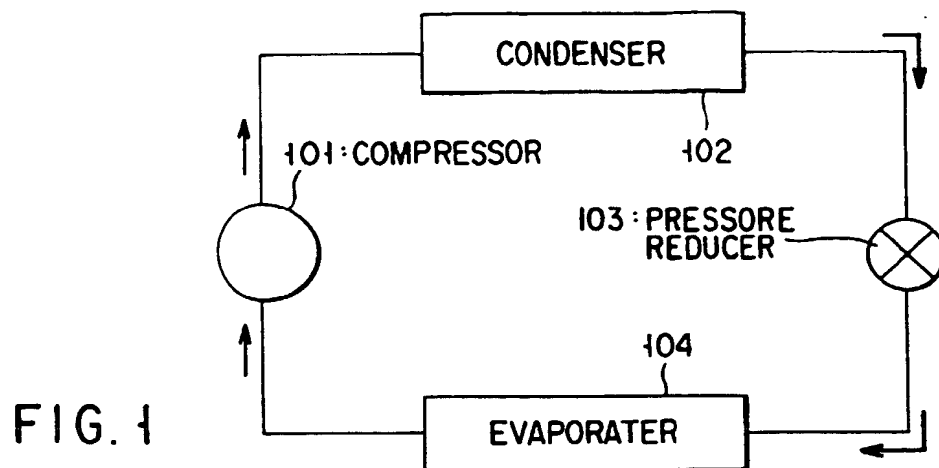 CONDENSER
101:COMPRESSOR
102
103:PRESSORE
REDUCER
104
EVAPORATER
FIG.1